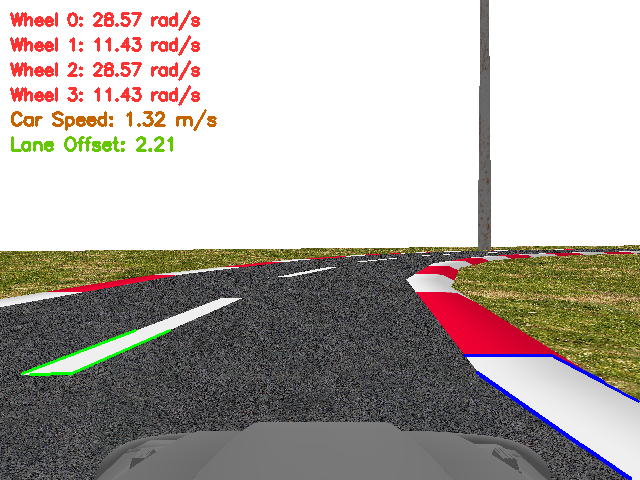 Wheel 0: 28.57 rad/s
Wheel 1: 11.43 rad/s
Wheel 2: 28.57 rad/s
Wheel 3: 11.43 rad/s
Car Speed: 1.32 m/s
Lane Offset: 2.21